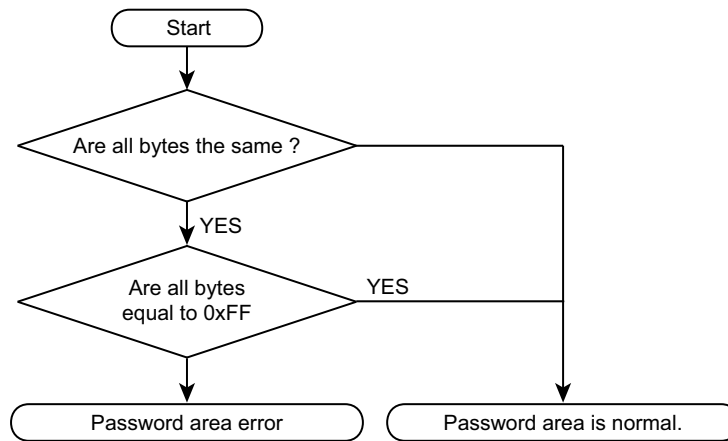 Start
Are all bytes the same ?
YES
Are all bytes
equal to 0xFF
YES
Password area error
Password area is normal.